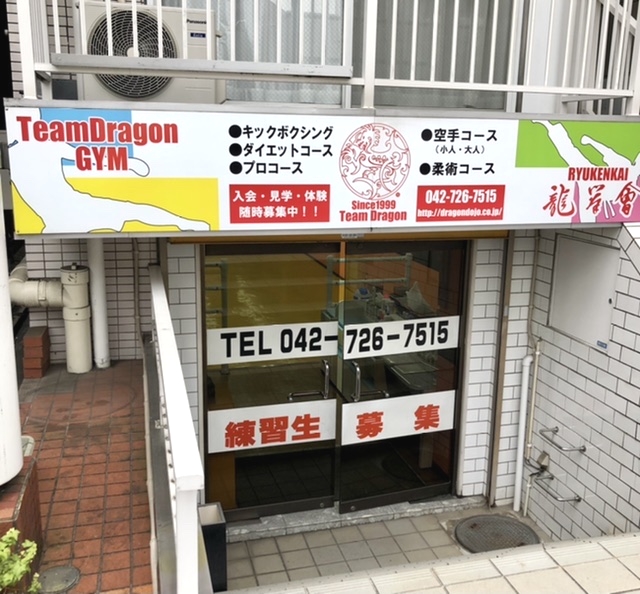 TeamDragon
GYM
●キックボクシング
●ダイエットコース
●プロコース
入会・見学・体験
随時募集中！！
Since1999
Team Dragon
●空手コース
（小人・大人）
●柔術コース
042-726-7515
http://dragondojo.co.jp/
RYUKENKAI
龍拳會
TEL 042-726-7515
練習生 募集